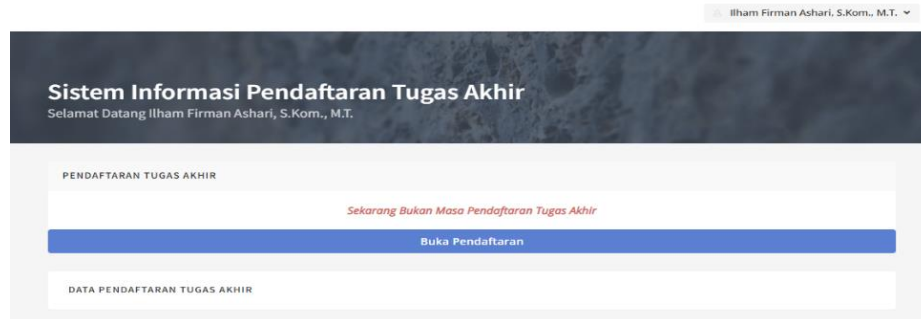 Ilham Firman Ashari, S.Kom., M.T.
Sistem Informasi Pendaftaran Tugas Akhir
Selamat Datang Ilham Firman Ashari, S.Kom., M.T.
PENDAFTARAN TUGAS AKHIR
Sekarang Bukan Masa Pendaftaran Tugas Akhir
Buka Pendaftaran
DATA PENDAFTARAN TUGAS AKHIR